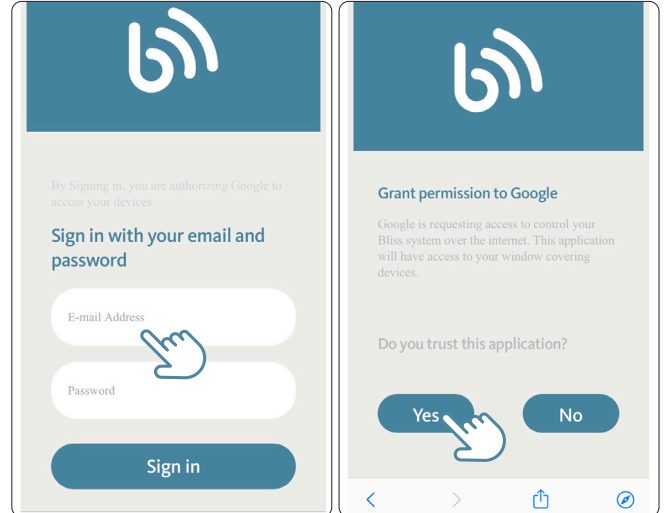 By Signing in, you are authorizing Google to
access your devices
Sign in with your email and
password
E-mail Address
Password
Sign in
Grant permission to Google
Google is requesting access to control your
Bliss system over the internet. This application
will have access to your window covering
devices.
Do you trust this application?
Yes
No